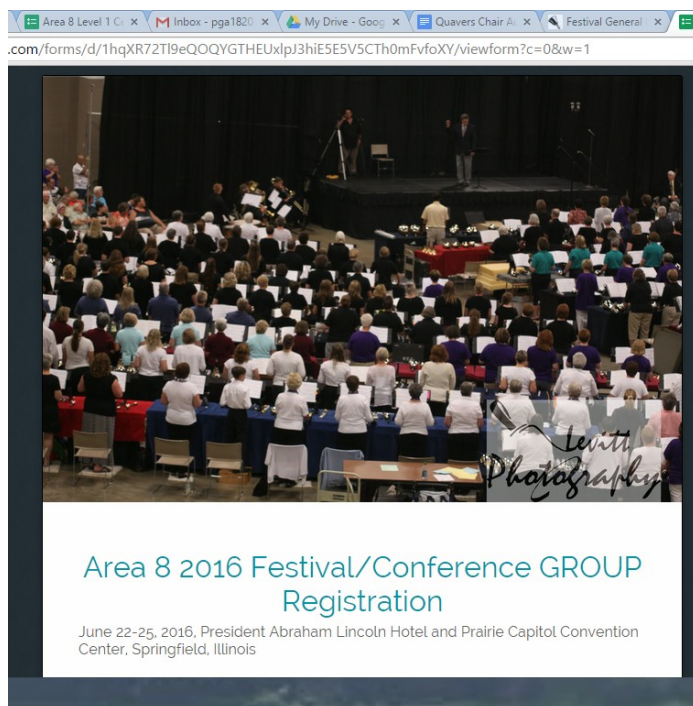 Area 8 Level 1 C
Inbox - pga1820
My Drive - Goog
Quavers Chair A
Festival General
.com/forms/d/1hqXR72Tl9eQOQYGTHEUxlpJ3hiE5E5V5CTh0mFvfoXY/viewform?c=0&w=1
Levitt
Photography
Area 8 2016 Festival/Conference GROUP
Registration
June 22-25, 2016, President Abraham Lincoln Hotel and Prairie Capitol Convention
Center, Springfield, Illinois